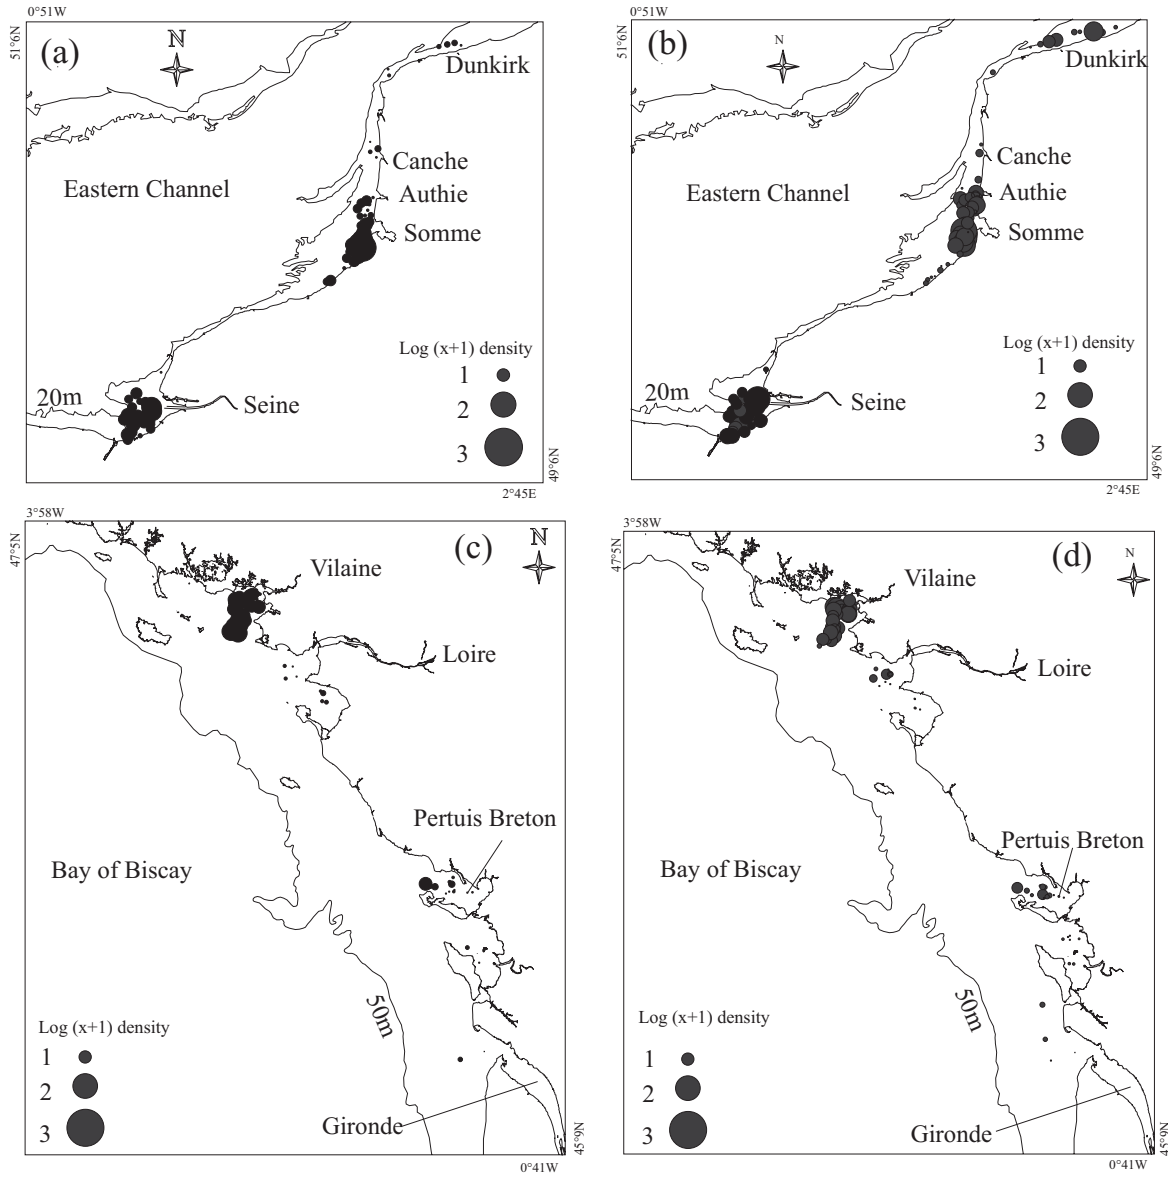 0°51W
51°6N
(a)
N
Dunkirk
Canche
Authie
Eastern Channel
Somme
Log (x+1) density
1
2
3
20m
Seine
49°6N
2°45E
0°51W
51°6N
(b)
N
Dunkirk
Canche
Authie
Eastern Channel
Somme
Log (x+1) density
1
2
3
20m
Seine
49°6N
2°45E
3°58W
47°5N
(c)
N
Vilaine
Loire
Pertuis Breton
Bay of Biscay
50m
Log (x+1) density
1
2
3
Gironde
45°9N
0°41W
3°58W
47°5N
(d)
N
Vilaine
Loire
Pertuis Breton
Bay of Biscay
50m
Log (x+1) density
1
2
3
Gironde
45°9N
0°41W